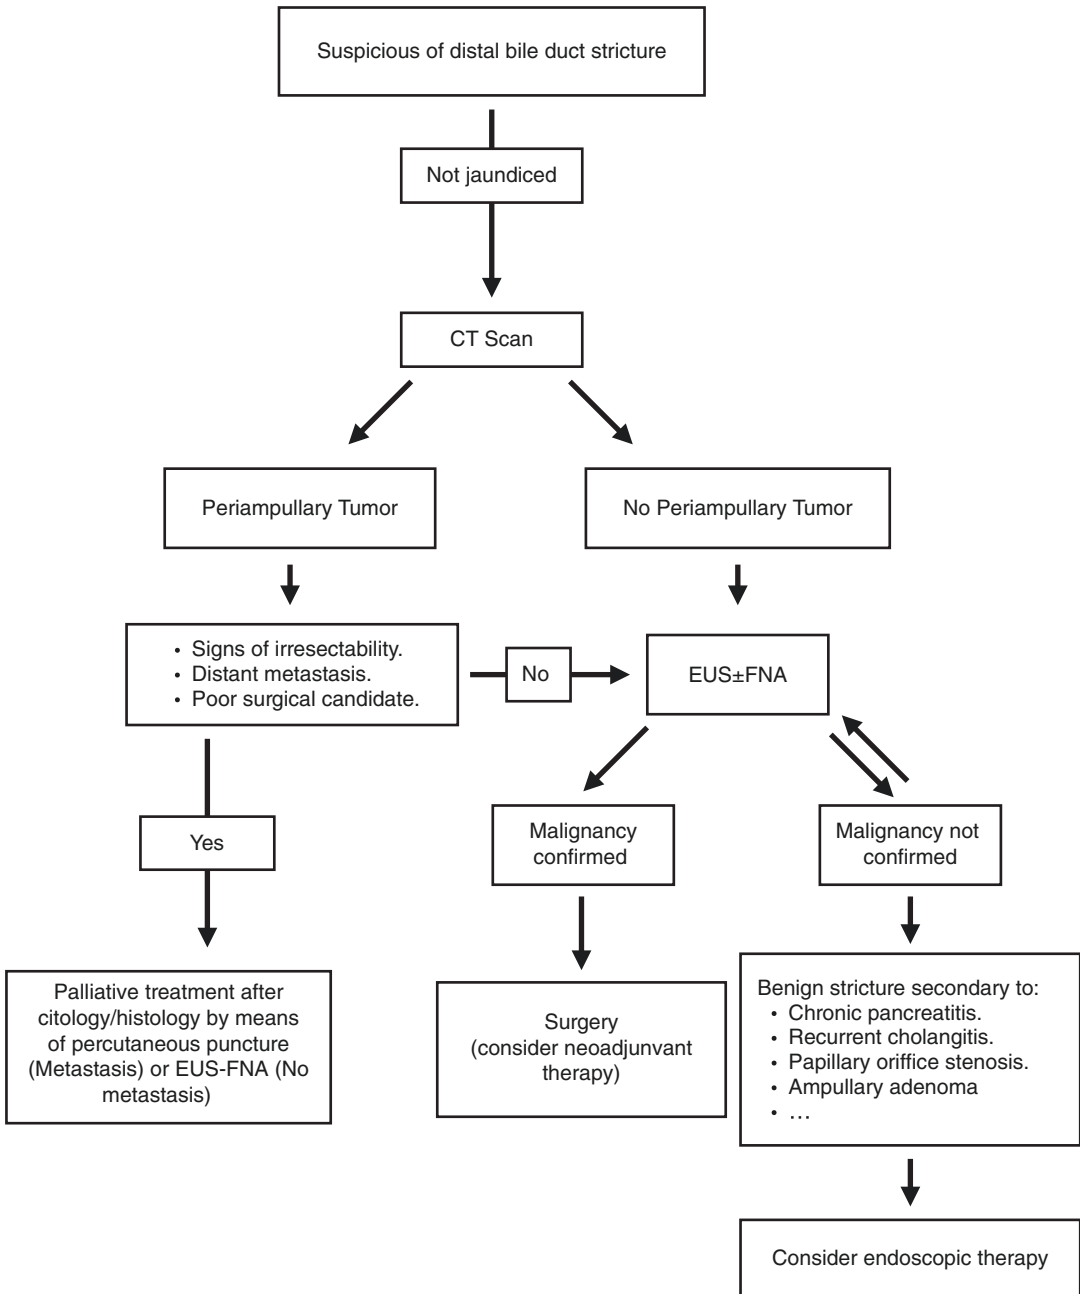 Suspicious of distal bile duct stricture
Not jaundiced
CT Scan
Periampullary Tumor
No Periampullary Tumor
• Signs of irresectability.
• Distant metastasis.
• Poor surgical candidate.
No
EUS±FNA
Yes
Malignancy
confirmed
Malignancy not
confirmed
Palliative treatment after
citology/histology by means
of percutaneous puncture
(Metastasis) or EUS-FNA (No
metastasis)
Surgery
(consider neoadjunvant
therapy)
Benign stricture secondary to:
• Chronic pancreatitis.
• Recurrent cholangitis.
• Papillary oriffice stenosis.
• Ampullary adenoma
• …
Consider endoscopic therapy